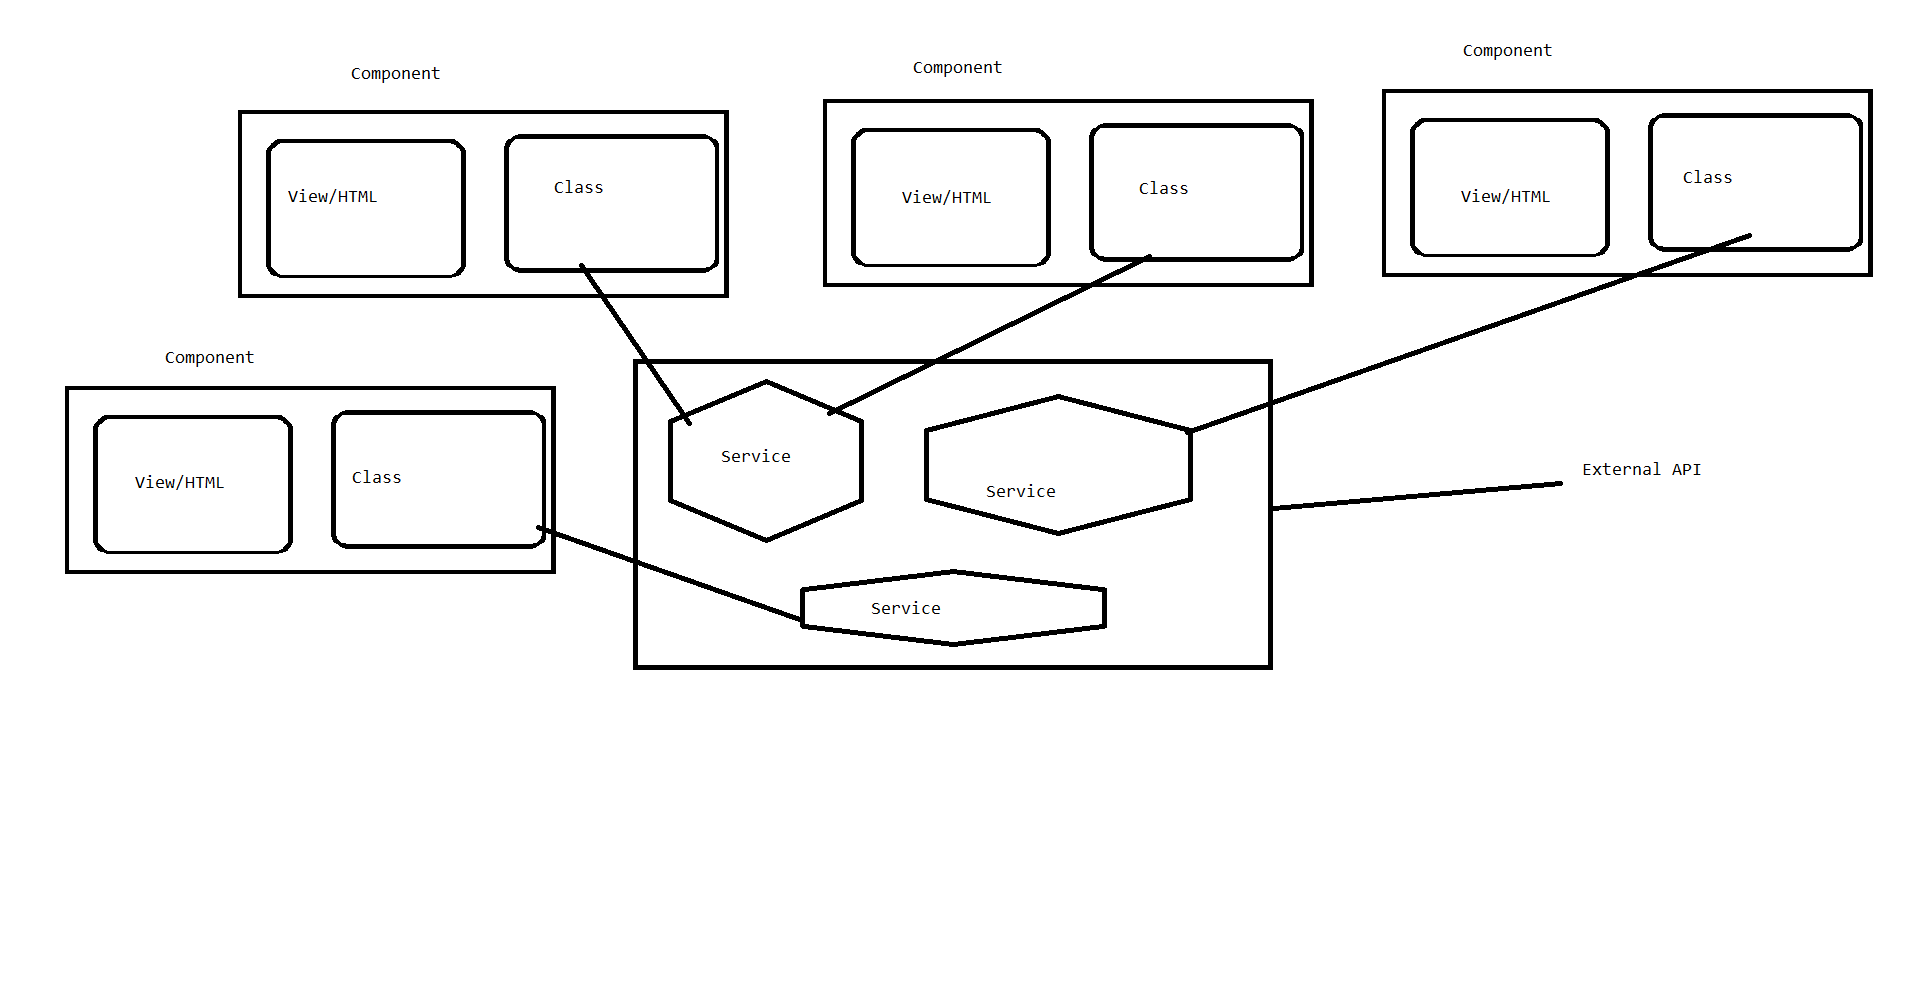 Component
Component
Component
View/HTML
Class
View/HTML
Class
View/HTML
Class
Component
View/HTML
Class
Service
Service
External API
Service